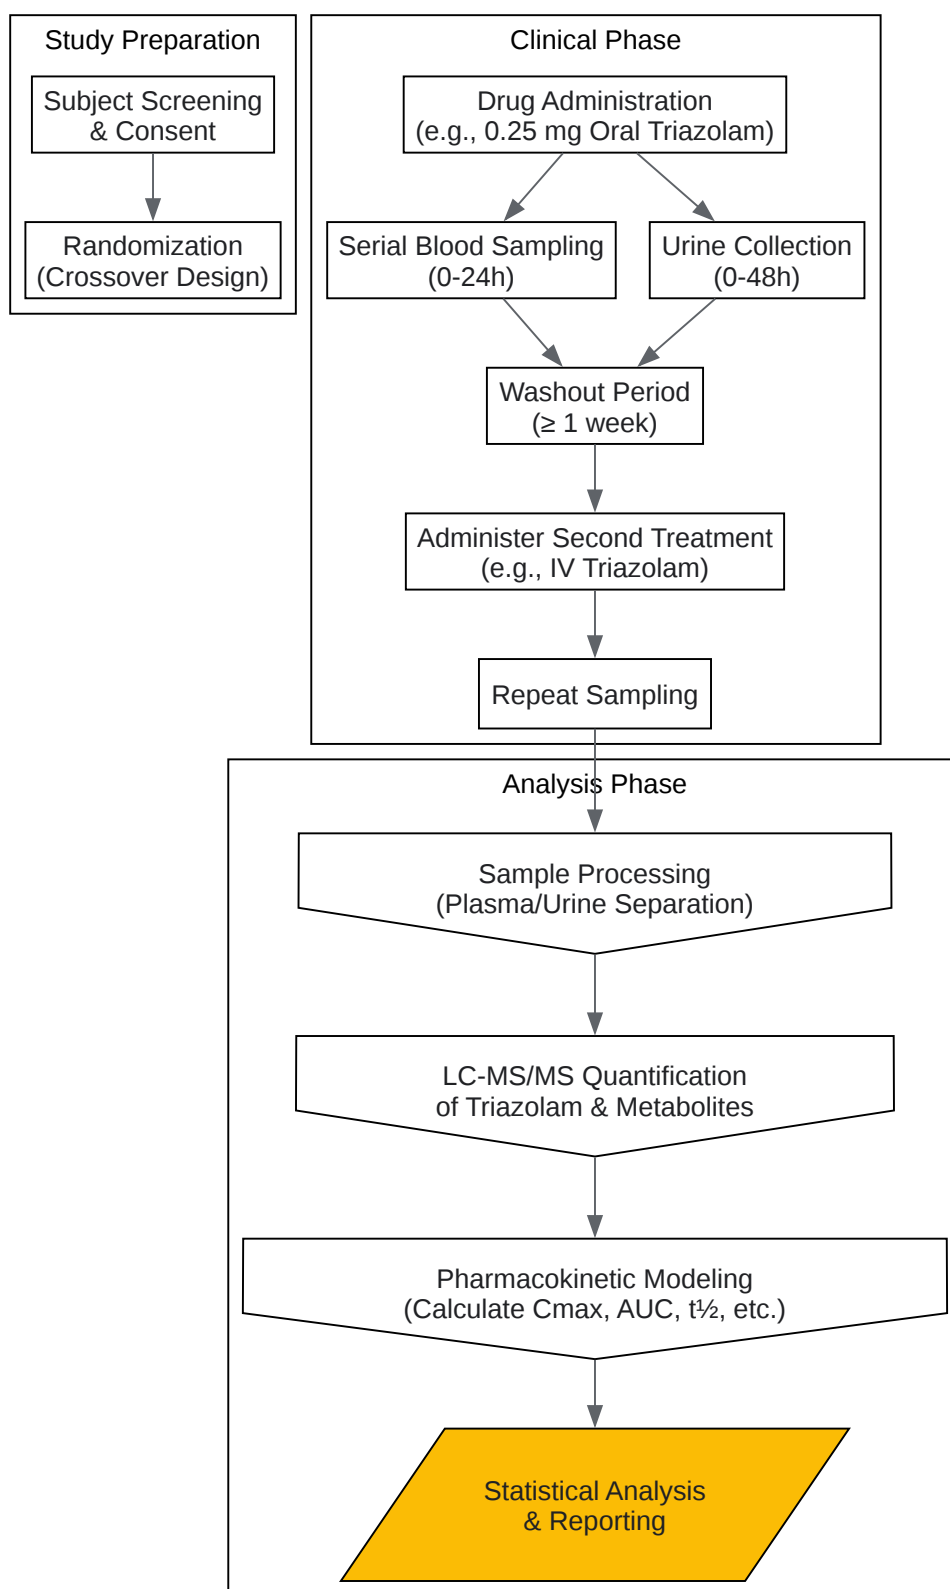 Study Preparation
Subject Screening
& Consent
Randomization
(Crossover Design)
Clinical Phase
Drug Administration
(e.g., 0.25 mg Oral Triazolam)
Serial Blood Sampling
(0-24h)
Urine Collection
(0-48h)
Washout Period
(≥ 1 week)
Administer Second Treatment
(e.g., IV Triazolam)
Repeat Sampling
Analysis Phase
Sample Processing
(Plasma/Urine Separation)
LC-MS/MS Quantification
of Triazolam & Metabolites
Pharmacokinetic Modeling
(Calculate Cmax, AUC, t½, etc.)
Statistical Analysis
& Reporting